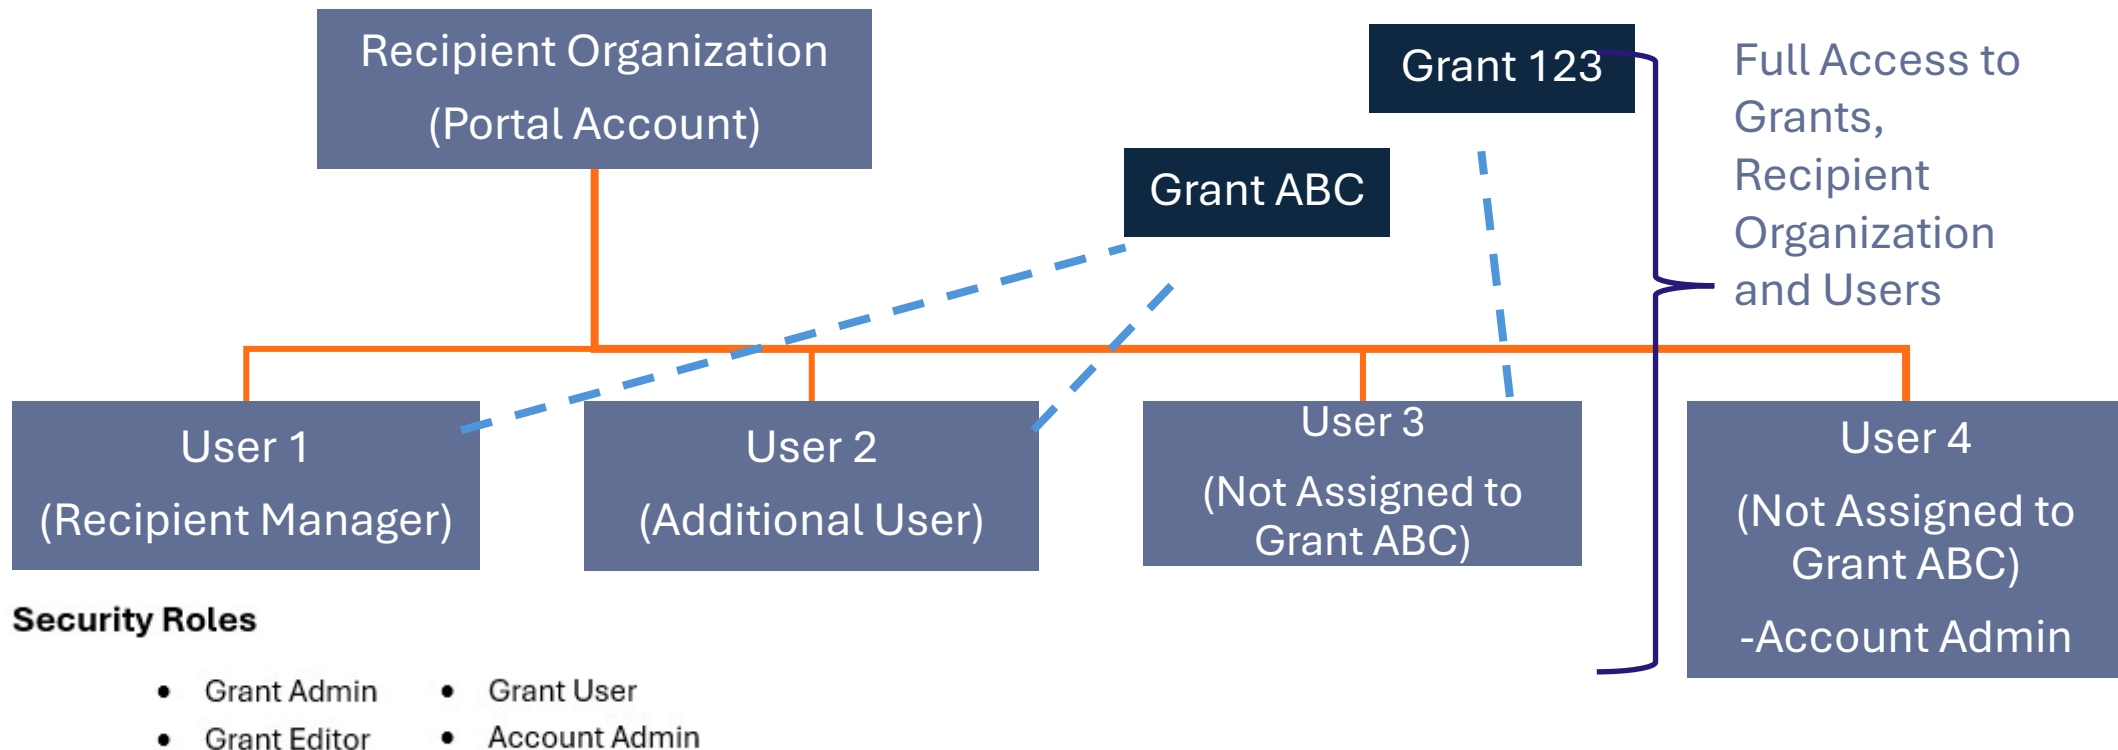 Recipient Organization
(Portal Account)
Grant 123
Grant ABC
Full Access to
Grants,
Recipient
Organization
and Users
User 1
(Recipient Manager)
User 2
(Additional User)
User 3
(Not Assigned to
Grant ABC)
User 4
(Not Assigned to
Grant ABC)
-Account Admin
Security Roles
• Grant Admin
• Grant Editor
• Grant User
• Account Admin